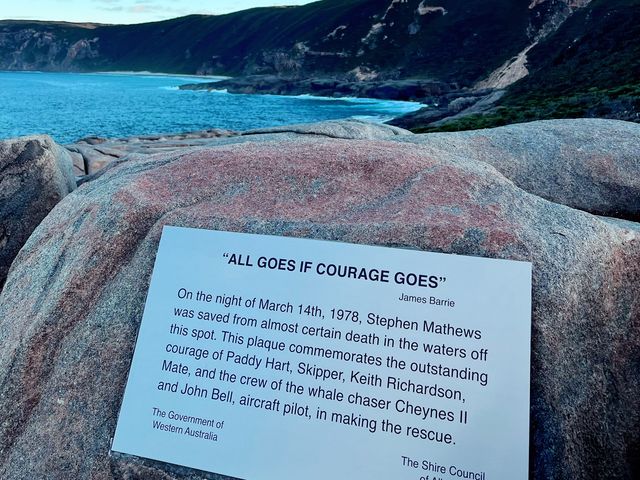 “ALL GOES IF COURAGE GOES”
James Barrie
On the night of March 14th, 1978, Stephen Mathews
was saved from almost certain death in the waters off
this spot. This plaque commemorates the outstanding
courage of Paddy Hart, Skipper, Keith Richardson,
Mate, and the crew of the whale chaser Cheynes II
and John Bell, aircraft pilot, in making the rescue.
The Government of
Western Australia
The Shire Council
of